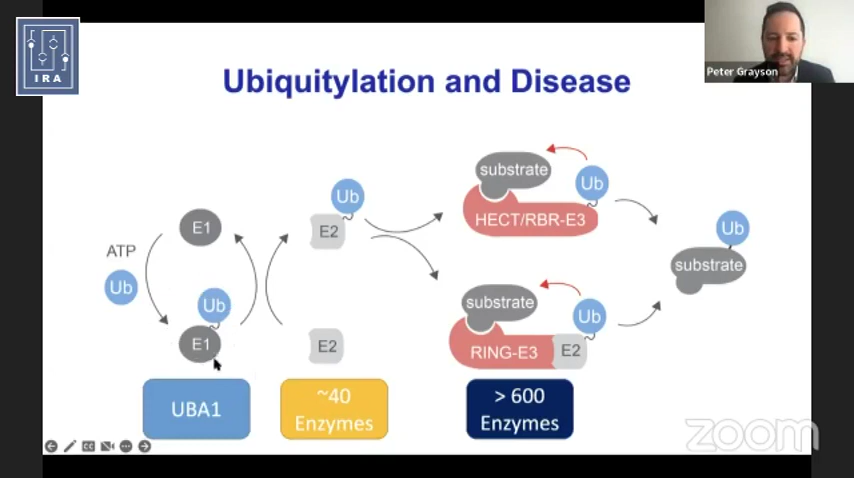 IRA
Peter Grayson
Ubiquitylation and Disease
substrate
Ub
Ub
HECT/RBR-E3
E1
E2
Ub
ATP
substrate
Ub
Ub
substrate
Ub
E1
E2
RING-E3
E2
UBA1
~40
Enzymes
> 600
Enzymes
CC
zoom